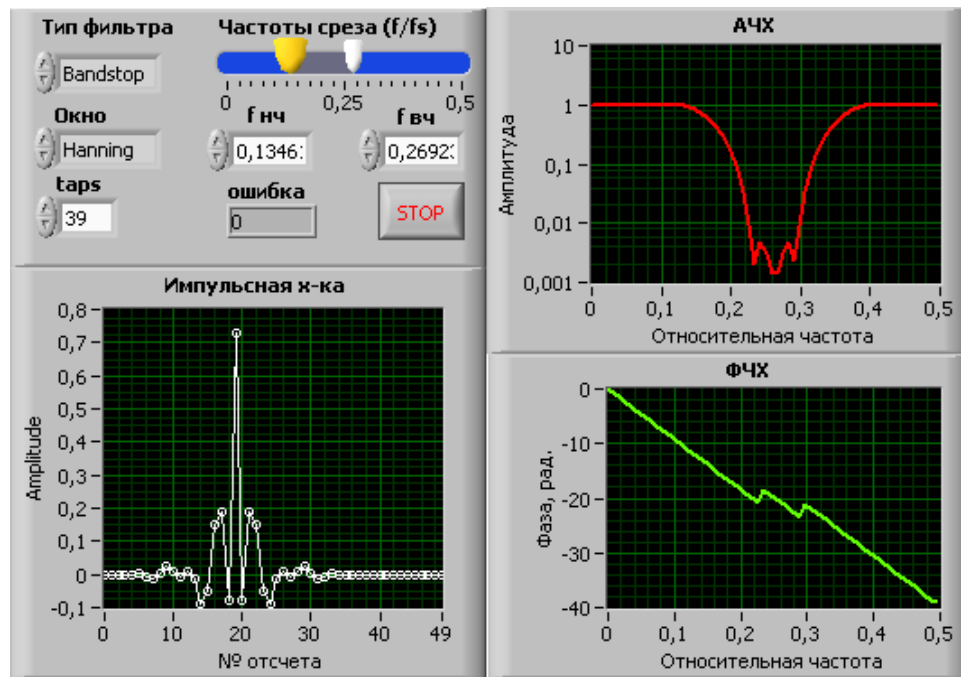 Тип фильтра
Bandstop
Окно
Hanning
taps
39
Частоты среза (f/fs)
0 0,25 0,5
f нч f вч
0,1346 0,2692
ошибка
0
STOP
АЧХ
Амплитуда
10
1
0,1
0,01
0,001
0 0,1 0,2 0,3 0,4 0,5
Относительная частота
Импульсная х-ка
Amplitude
0,8
0,7
0,6
0,5
0,4
0,3
0,2
0,1
0
-0,1
0 10 20 30 40 49
№ отсчета
ФЧХ
Фаза, рад.
0
-10
-20
-30
-40
0 0,1 0,2 0,3 0,4 0,5
Относительная частота